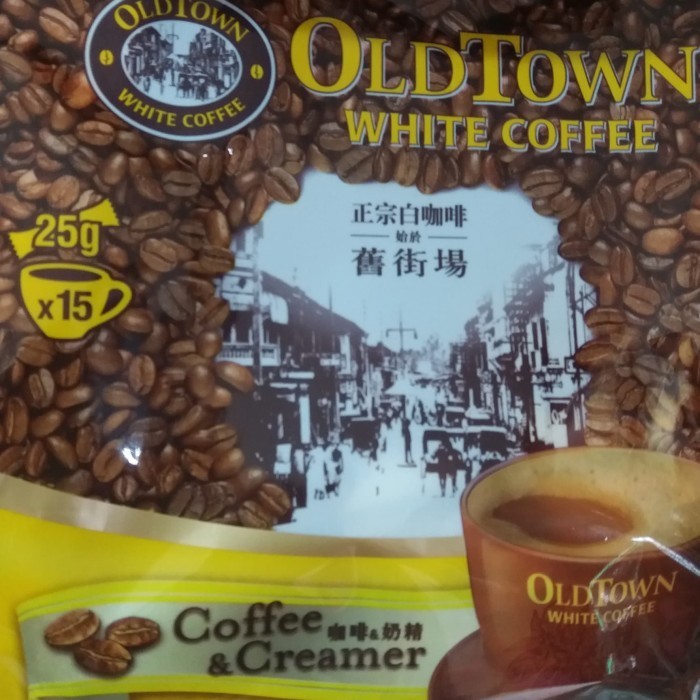 OLDTOWN
WHITE COFFEE
OLDTOWN
WHITE COFFEE
正宗白咖啡
始於
舊街場
25g
x15
OLDTOWN
WHITE COFFEE
Coffee 咖啡&奶精
&Creamer